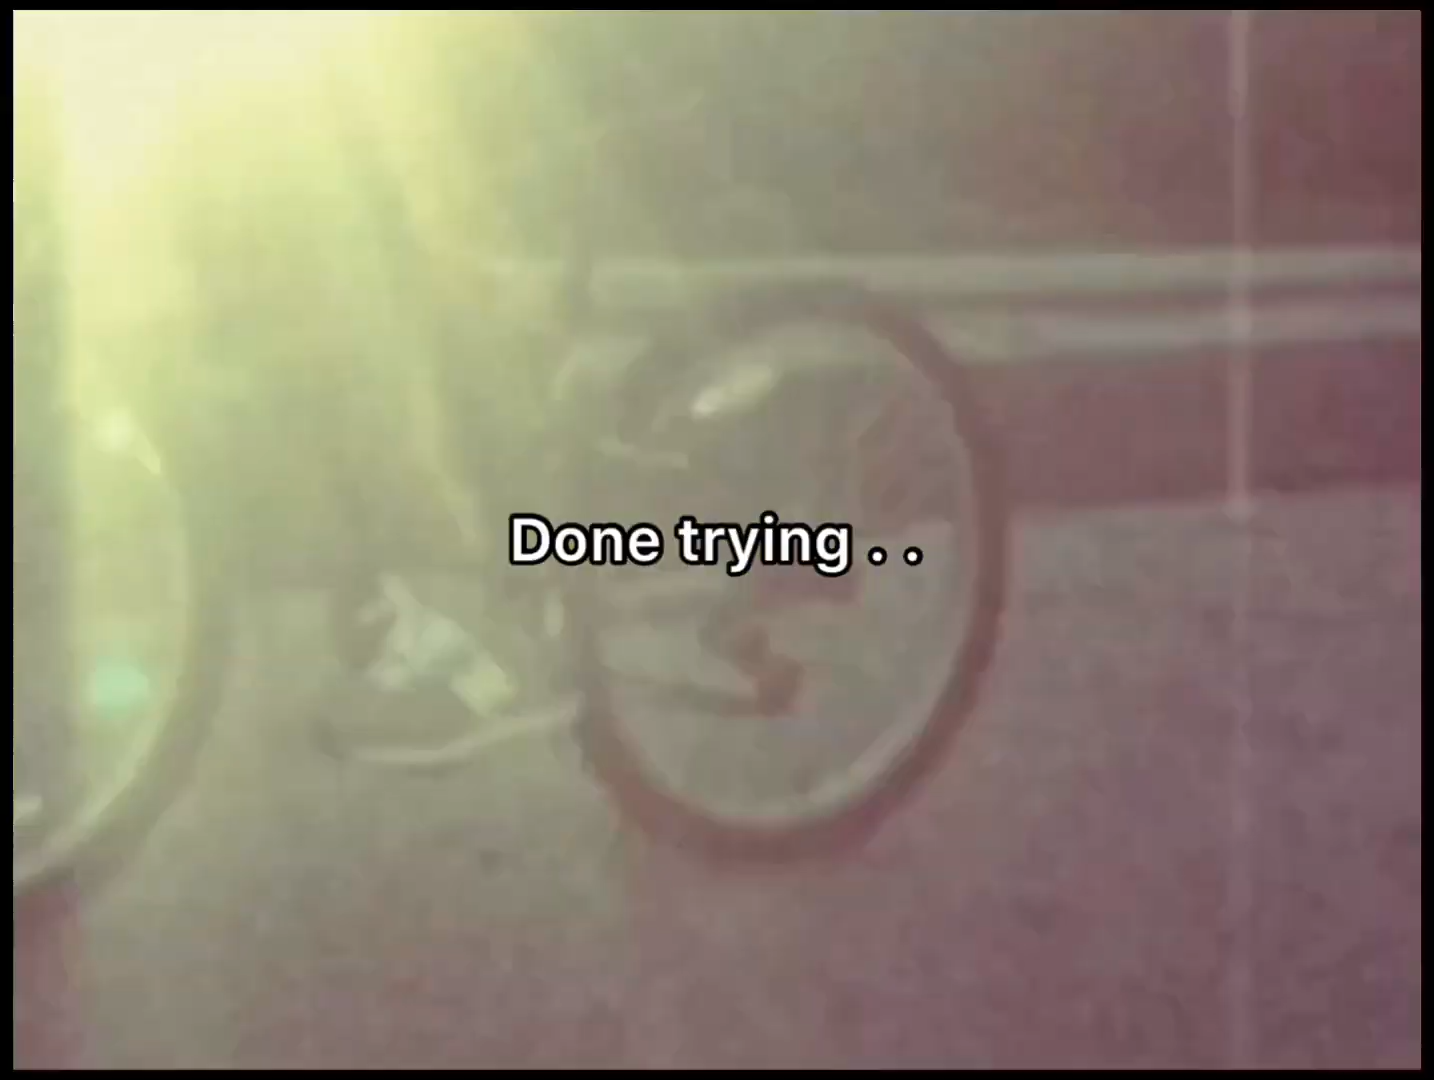 Done trying . .